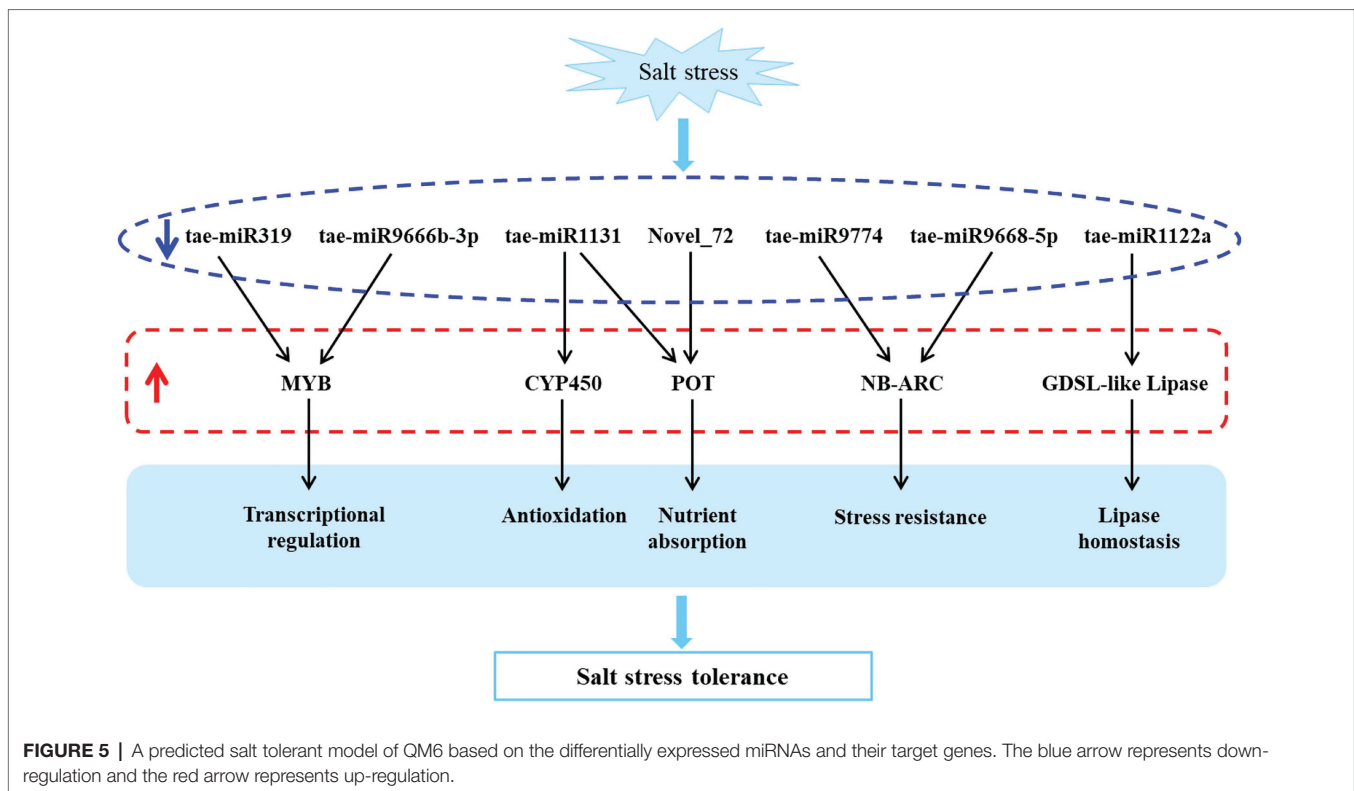 Salt stress
tae-miR319 tae-miR9666b-3p tae-miR1131 Novel_72 tae-miR9774 tae-miR9668-5p tae-miR1122a
MYB CYP450 POT NB-ARC GDSL-like Lipase
Transcriptional
regulation
Antioxidation
Nutrient
absorption
Stress resistance
Lipase
homostasis
Salt stress tolerance
FIGURE 5 | A predicted salt tolerant model of QM6 based on the differentially expressed miRNAs and their target genes. The blue arrow represents down-
regulation and the red arrow represents up-regulation.